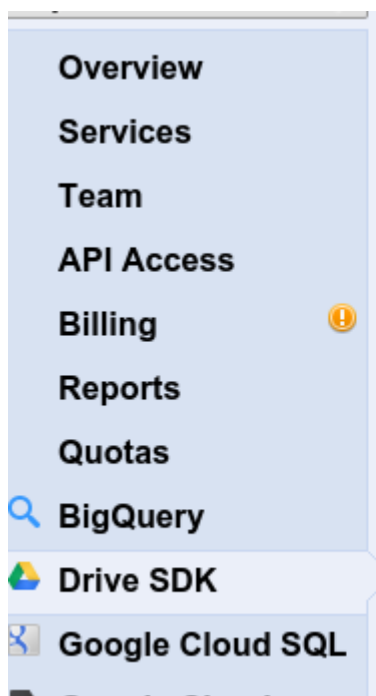 Overview
Services
Team
API Access
Billing
Reports
Quotas
BigQuery
Drive SDK
Google Cloud SQL